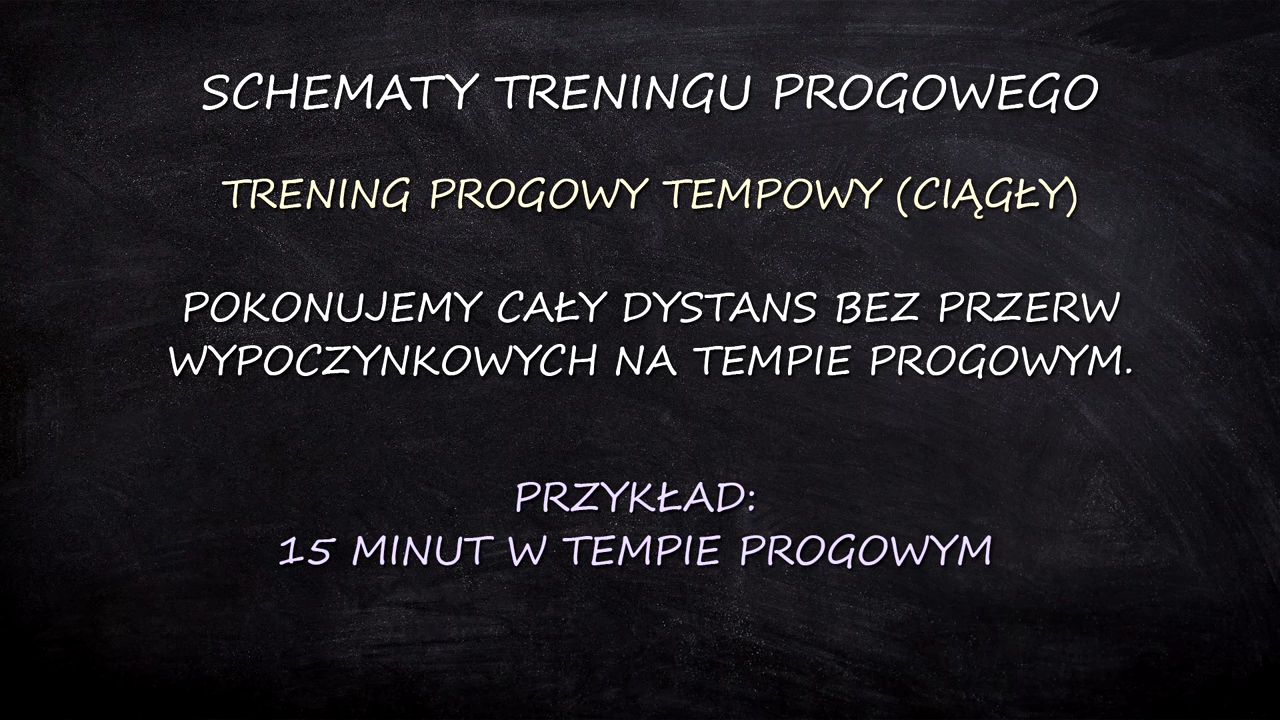 SCHEMATY TRENINGU PROGOWEGO
TRENING PROGOWY TEMPOWY (CIĄGŁY)
POKONUJEMY CAŁY DYSTANS BEZ PRZERW
WYPOCZYNKOWYCH NA TEMPIE PROGOWYM.
PRZYKŁAD:
15 MINUT W TEMPIE PROGOWYM